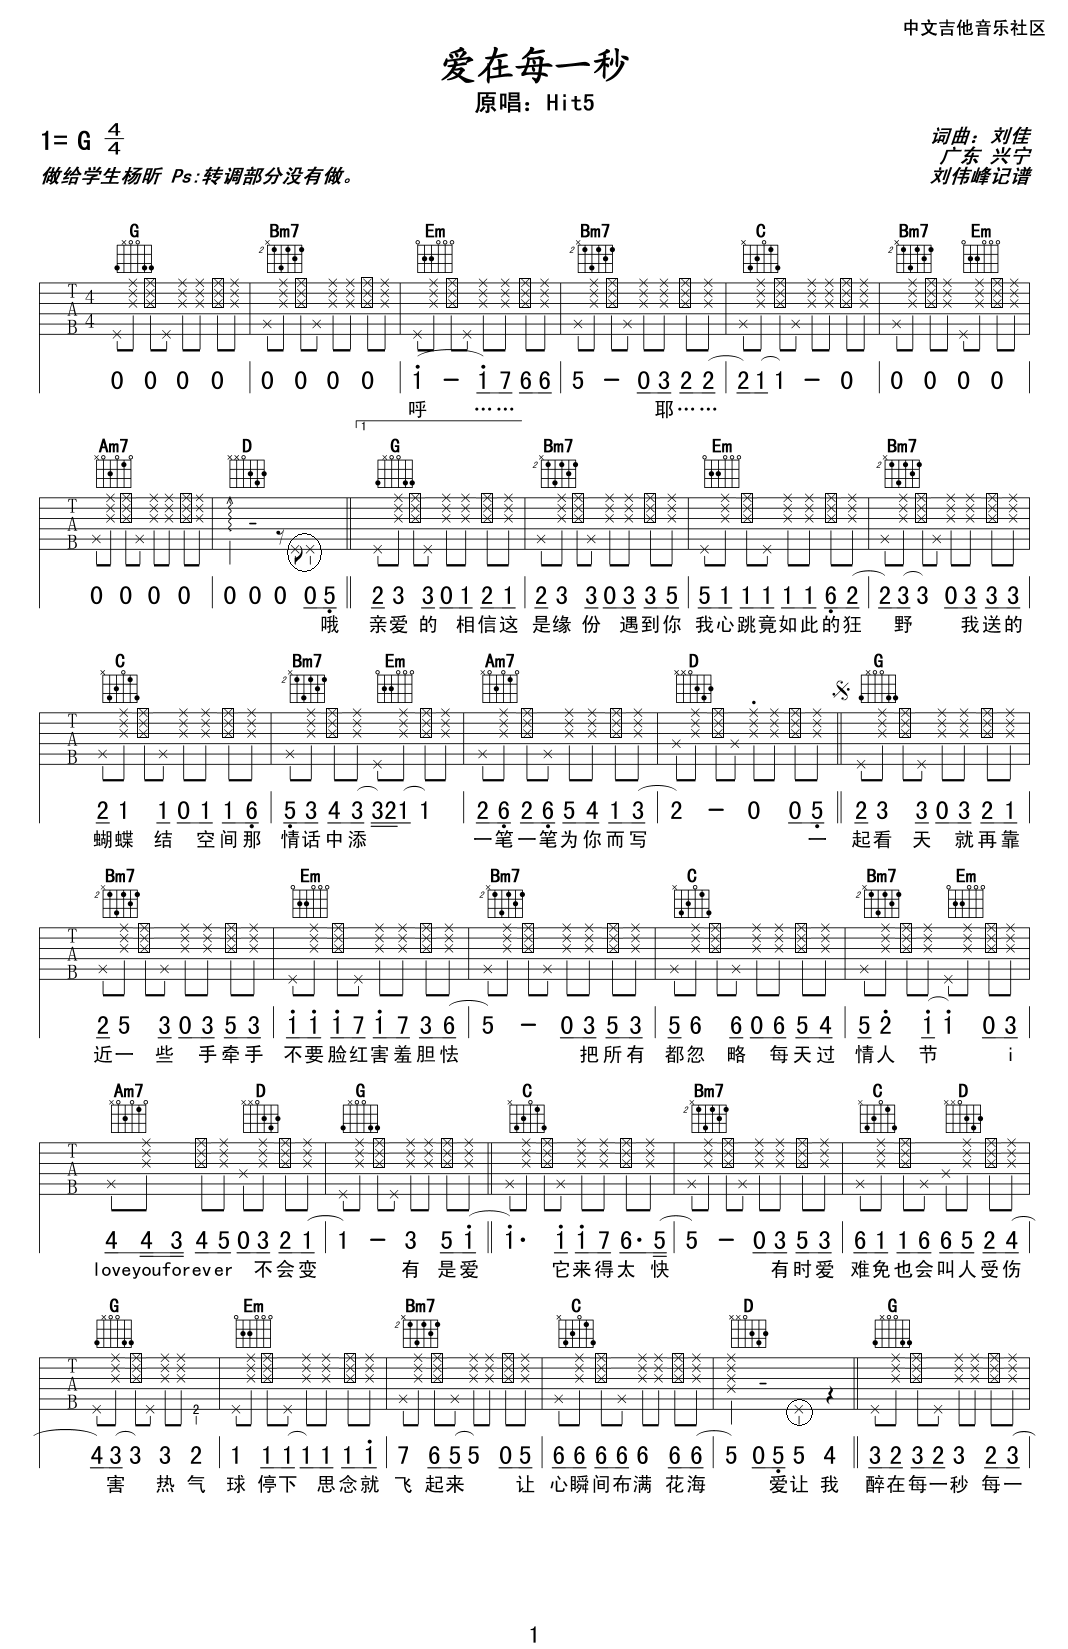 中文吉他音乐社区
爱在每一秒
原唱：Hit5
1= G 4/4
词曲：刘佳
广东 兴宁
做给学生杨昕 Ps:转调部分没有做。
刘伟峰记谱
G Bm7 Em Bm7 C Bm7 Em
T A B 4 4
0 0 0 0 0 0 0 0 i - i 7 6 6 5 - 0 3 2 2 2 1 1 - 0 0 0 0 0
呼 …… 耶……
1
Am7 D G Bm7 Em Bm7
T A B
0 0 0 0 0 0 0 0 5 2 3 3 0 1 2 1 2 3 3 0 3 3 5 5 1 1 1 1 1 6 2 2 3 3 0 3 3 3
哦 亲爱的 相信这 是缘份 遇到你 我心跳竟如此的狂 野 我送的
C Bm7 Em Am7 D G
T A B
2 1 1 0 1 1 6 5 3 4 3 3 2 1 1 2 6 2 6 5 4 1 3 2 - 0 0 5 2 3 3 0 3 2 1
蝴蝶 结 空间那 情话中添 一笔一笔为你而写 一 起看 天 就再靠
Bm7 Em Bm7 C Bm7 Em
T A B
2 5 3 0 3 5 3 i i i 7 i 7 3 6 5 - 0 3 5 3 5 6 6 0 6 5 4 5 2 i i 0 3
近一 些 手牵手 不要脸红害羞胆怯 把所有 都忽 略 每天过 情人 节 i
Am7 D G C Bm7 C D
T A B
4 4 3 4 5 0 3 2 1 1 - 3 5 i i· i i 7 6· 5 5 - 0 3 5 3 6 1 1 6 6 5 2 4
loveyouforever 不会变 有 是爱 它来得太 快 有时爱 难免也会叫人受伤
G Em Bm7 C D G
T A B 2
4 3 3 3 2 1 1 1 1 1 1 i 7 6 5 5 0 5 6 6 6 6 6 6 6 5 0 5 5 4 3 2 3 2 3 2 3
害 热气 球 停下 思念就 飞 起来 让 心瞬间布满 花海 爱让 我 醉在每一秒 每一
1